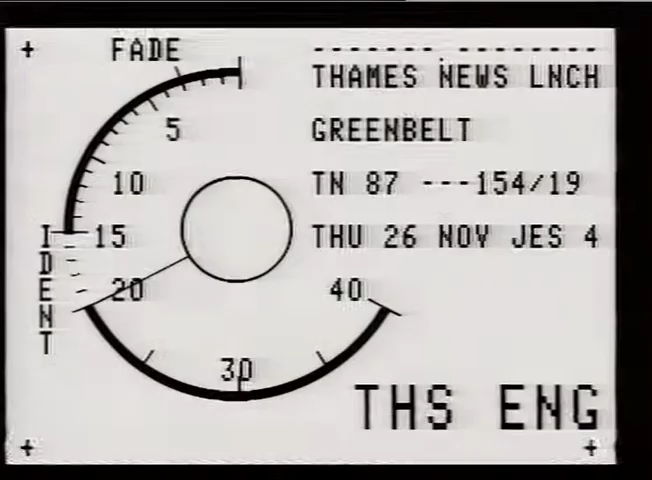 FADE
------- --------
THAMES NEWS LNCH
5
GREENBELT
10
TN 87 ---154/19
15
THU 26 NOV JES 4
IDENT
20
40
30
THS ENG